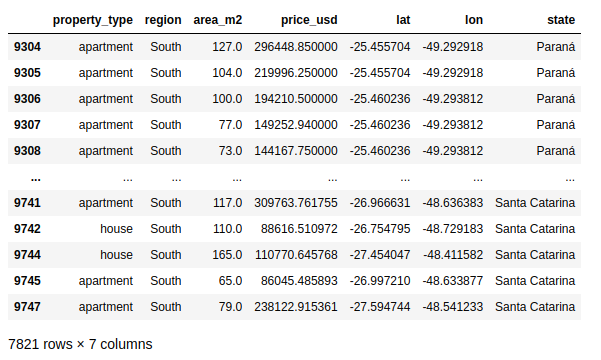 property_type region area_m2 price_usd lat lon state
9304 apartment South 127.0 296448.850000 -25.455704 -49.292918 Paraná
9305 apartment South 104.0 219996.250000 -25.455704 -49.292918 Paraná
9306 apartment South 100.0 194210.500000 -25.460236 -49.293812 Paraná
9307 apartment South 77.0 149252.940000 -25.460236 -49.293812 Paraná
9308 apartment South 73.0 144167.750000 -25.460236 -49.293812 Paraná
... ... ... ... ... ... ... ...
9741 apartment South 117.0 309763.761755 -26.966631 -48.636383 Santa Catarina
9742 house South 110.0 88616.510972 -26.754795 -48.729183 Santa Catarina
9744 house South 165.0 110770.645768 -27.454047 -48.411582 Santa Catarina
9745 apartment South 65.0 86045.485893 -26.997210 -48.633877 Santa Catarina
9747 apartment South 79.0 238122.915361 -27.594744 -48.541233 Santa Catarina
7821 rows × 7 columns